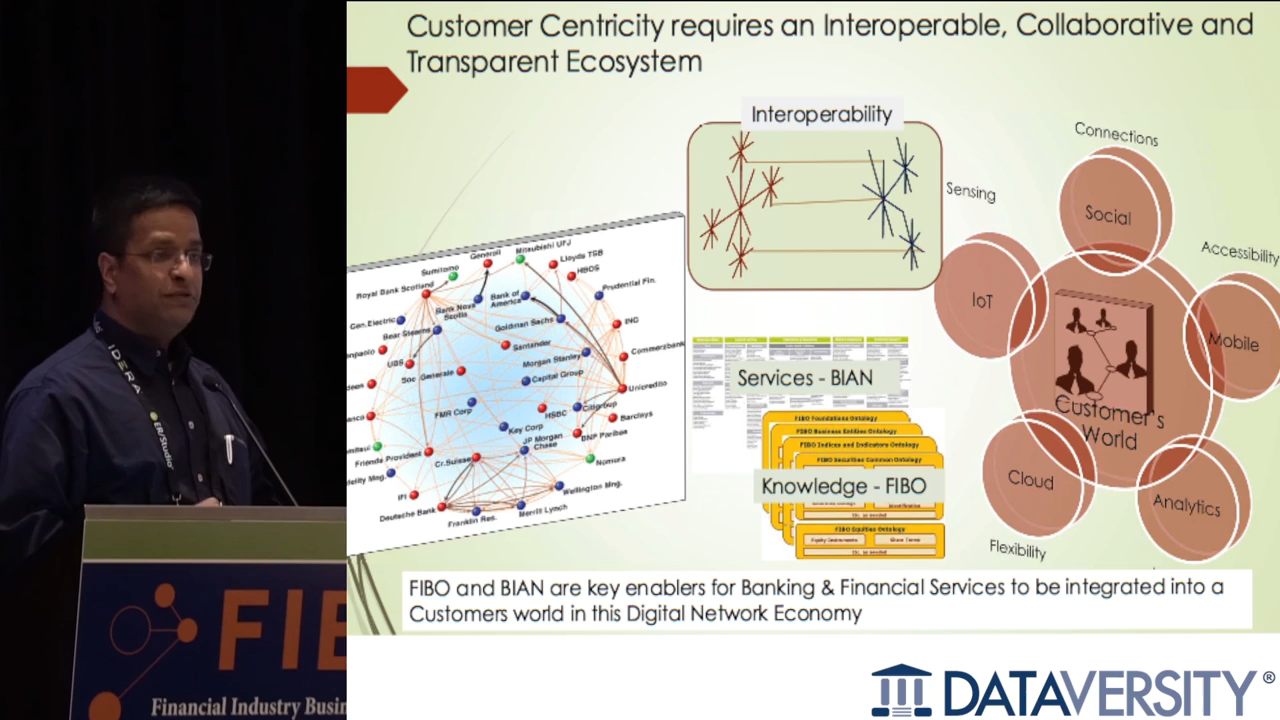 Customer Centricity requires an Interoperable, Collaborative and
Transparent Ecosystem
Interoperability
Connections
Sensing
Social
Accessibility
IoT
Mobile
Customer's
World
Cloud
Analytics
Flexibility
Mitsubishi UFJ
Generali
Lloyds TSB
Sumitomo
HBOS
Royal Bank Scotland
Prudential Fin.
Bank Nova
Scotia
Bank of
America
Gen.Electric
Bear Stearns
Goldman Sachs
ING
Santander
UBS
Morgan Stanley
Commerzbank
Soc. Generale
Capital Group
Unicredito
FMR Corp
HSBC
Citigroup
Barclays
Key Corp
BNP Paribas
JP Morgan
Chase
Friends Provident
Cr.Suisse
Nomura
Wellington Mng.
Deutsche Bank
Franklin Res.
Merrill Lynch
Services - BIAN
FIBO Foundations Ontology
FIBO Business Entities Ontology
FIBO Indices and Indicators Ontology
FIBO Securities Common Ontology
Knowledge - FIBO
FIBO Equities Ontology
Equity Instruments
FIBO and BIAN are key enablers for Banking & Financial Services to be integrated into a
Customers world in this Digital Network Economy
IDERA
ER/Studio
FIB
Financial Industry Busin
DATAVERSITY®